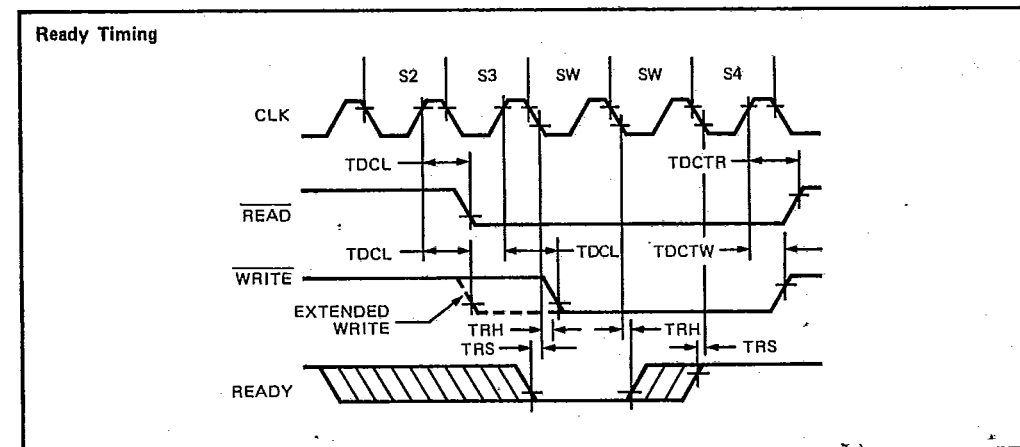 Ready Timing
S2 S3 SW SW S4
CLK
TDCL TDCTR
READ
TDCL TDCL TDCTW
WRITE
EXTENDED
WRITE
TRH TRH
TRS TRS
READY